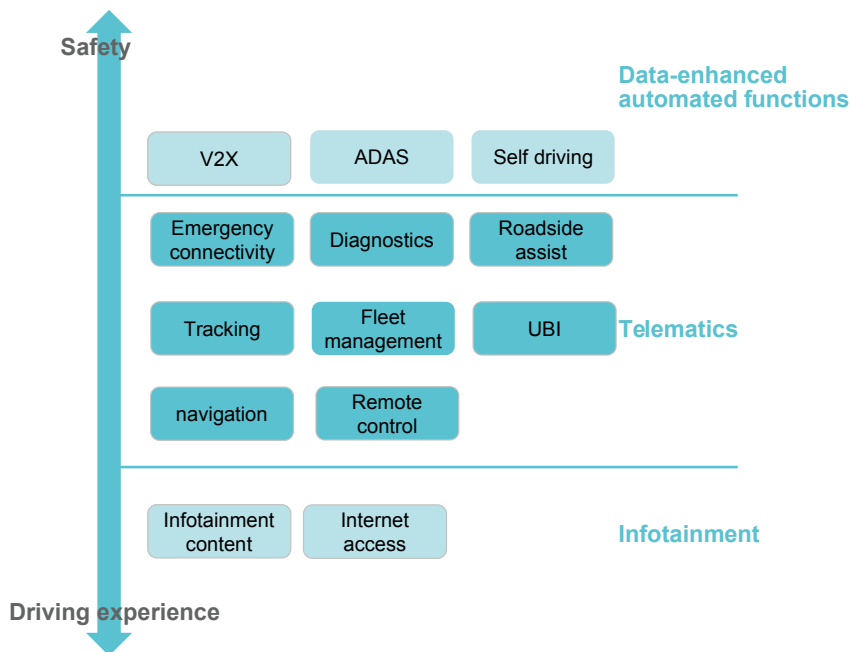 Safety
Data-enhanced
automated functions
V2X
ADAS
Self driving
Emergency
connectivity
Diagnostics
Roadside
assist
Tracking
Fleet
management
UBI
Telematics
navigation
Remote
control
Infotainment
content
Internet
access
Infotainment
Driving experience